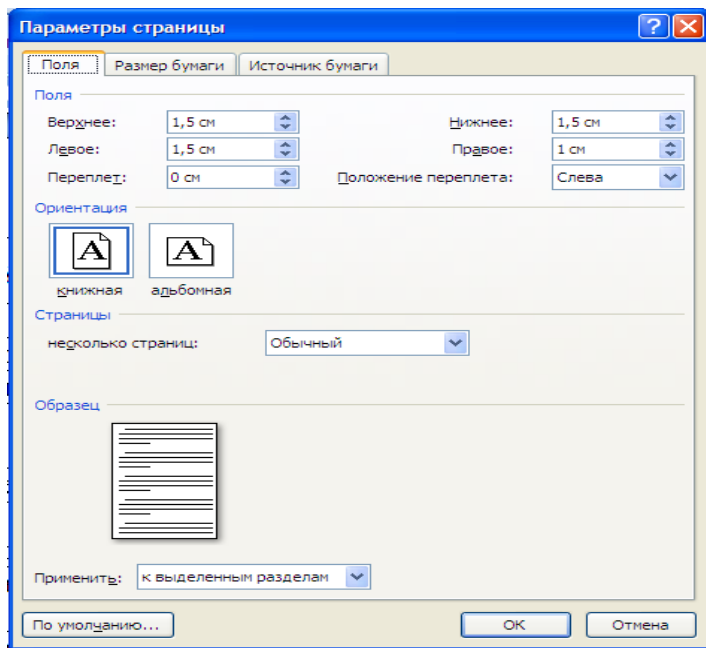 Параметры страницы
Поля Размер бумаги Источник бумаги
Поля
Верхнее: 1,5 см Нижнее: 1,5 см
Левое: 1,5 см Правое: 1 см
Переплет: 0 см Положение переплета: Слева
Ориентация
A A
книжная альбомная
Страницы
несколько страниц: Обычный
Образец
Применить: к выделенным разделам
По умолчанию... ОК Отмена